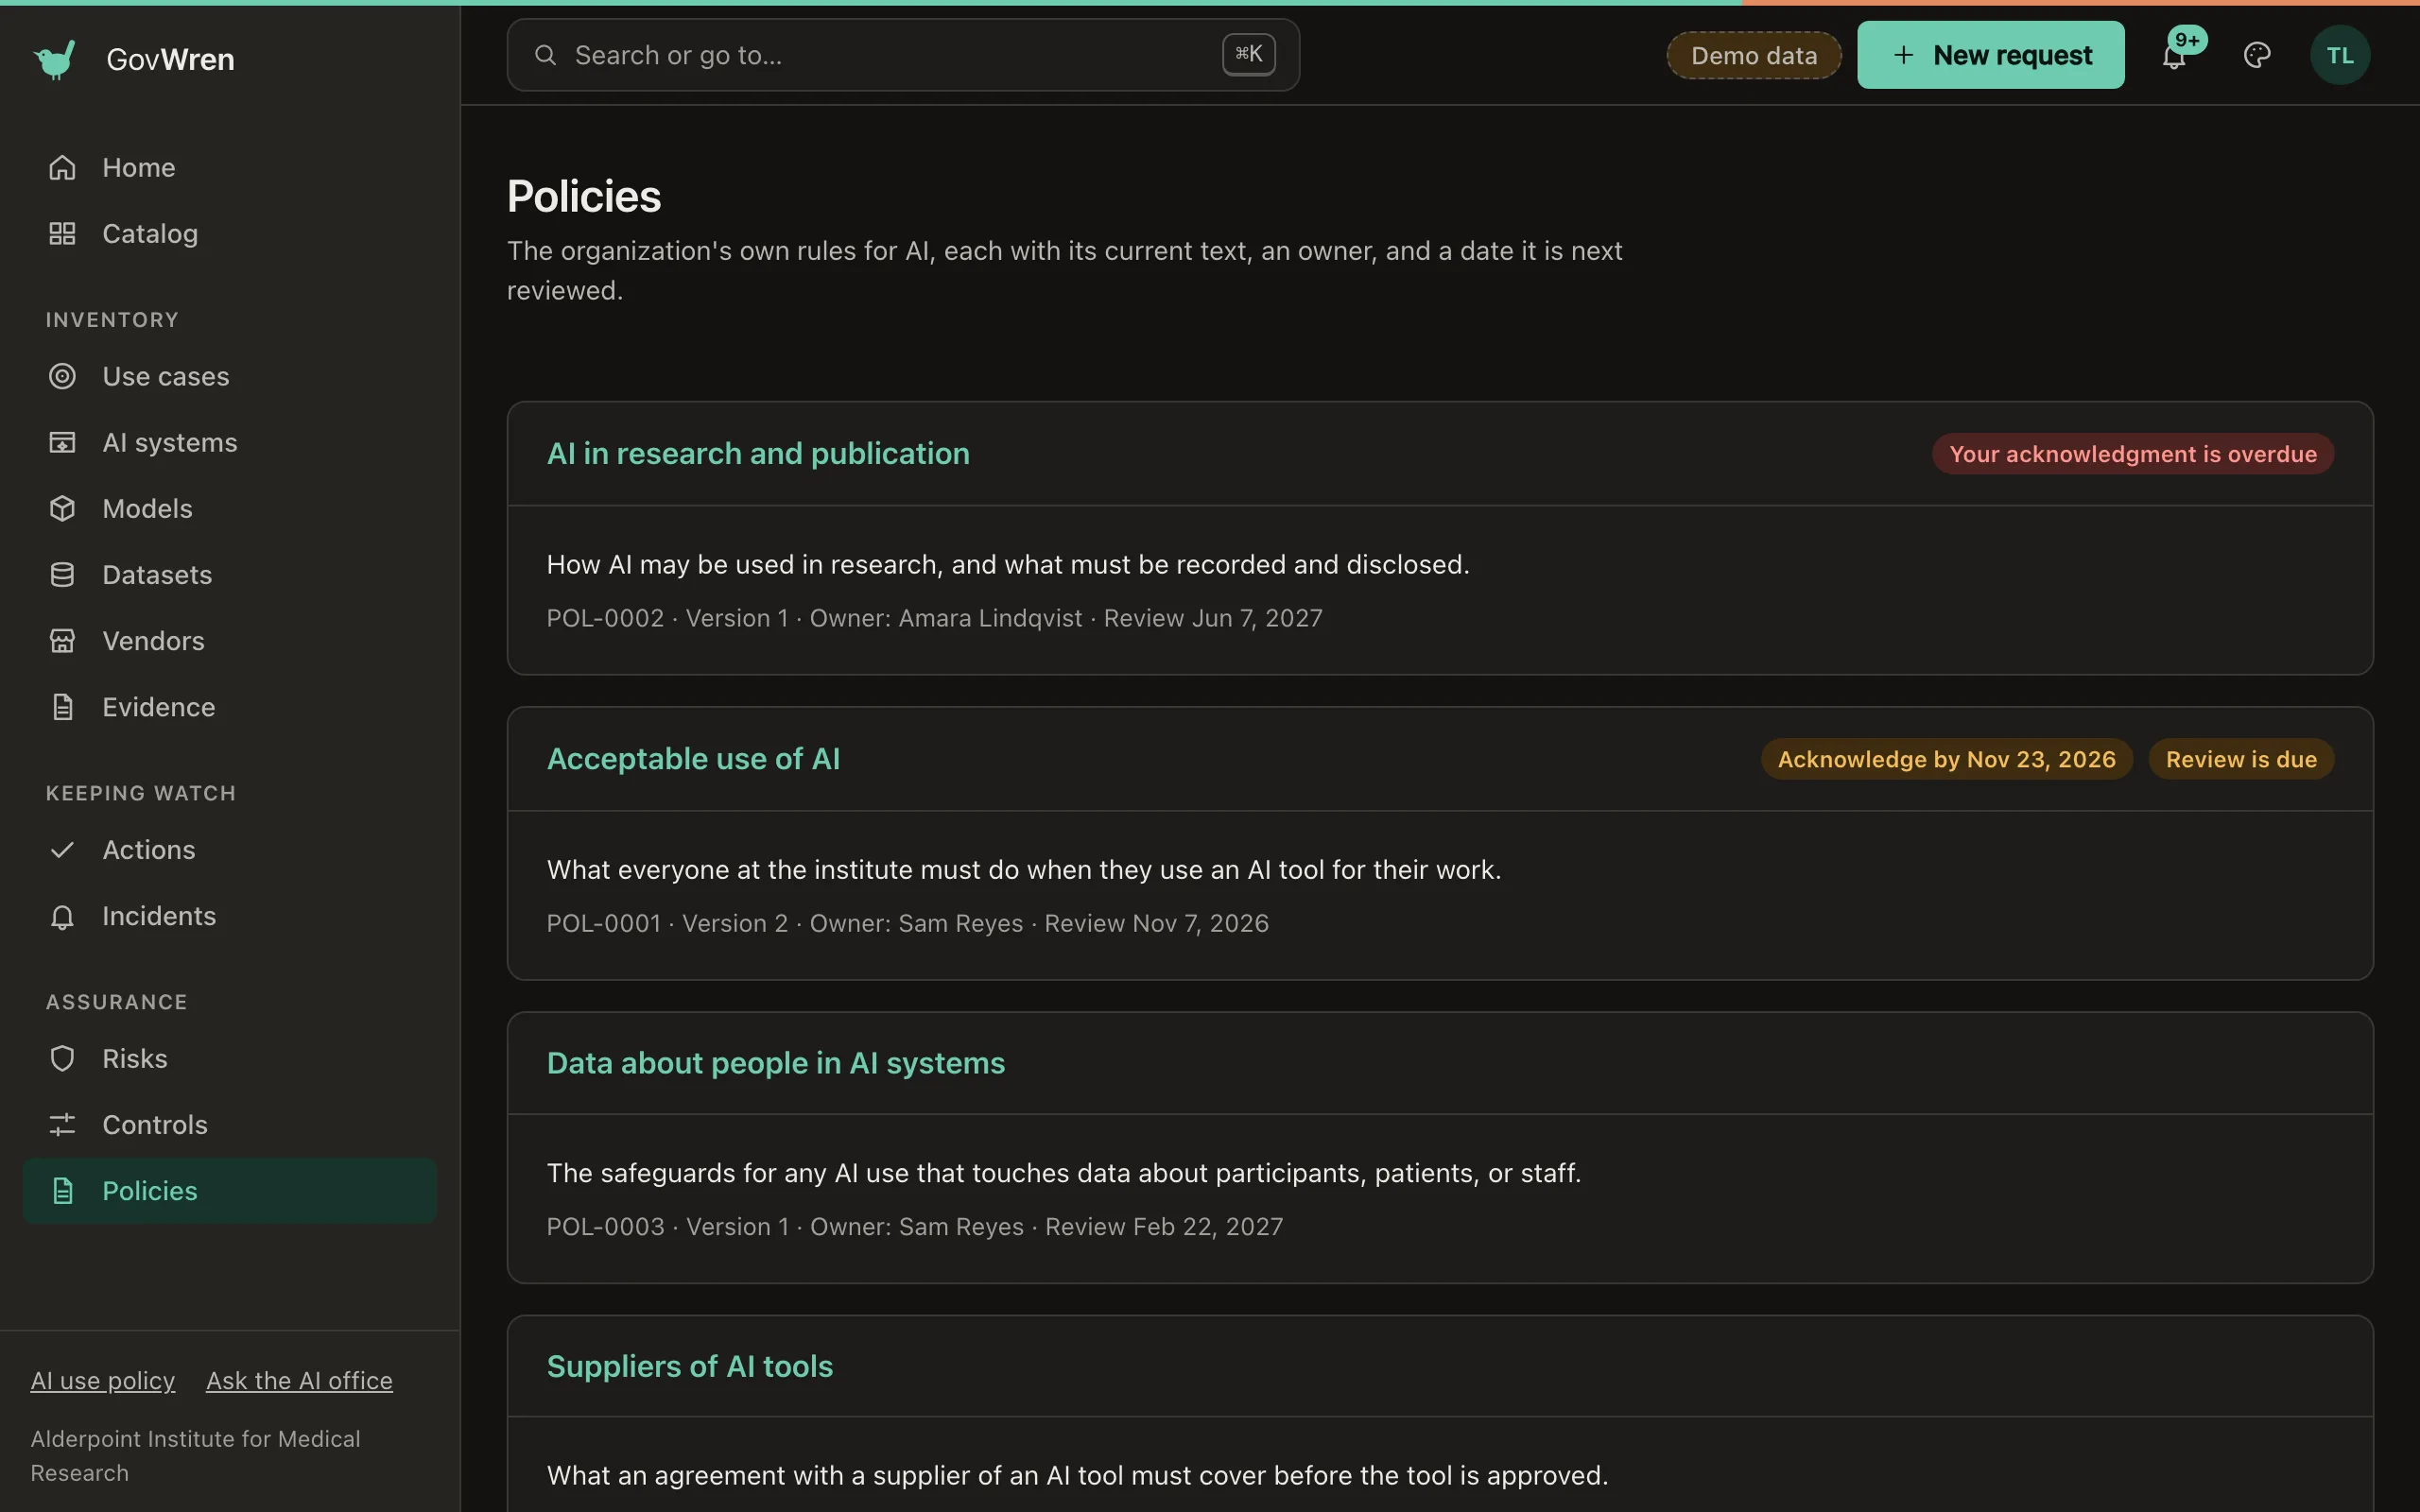 GovWren
Search or go to...
⌘K
Demo data
+ New request
9+
TL
Home
Catalog
INVENTORY
Use cases
AI systems
Models
Datasets
Vendors
Evidence
KEEPING WATCH
Actions
Incidents
ASSURANCE
Risks
Controls
Policies
AI use policy
Ask the AI office
Alderpoint Institute for Medical
Research
Policies
The organization's own rules for AI, each with its current text, an owner, and a date it is next
reviewed.
AI in research and publication
Your acknowledgment is overdue
How AI may be used in research, and what must be recorded and disclosed.
POL-0002 · Version 1 · Owner: Amara Lindqvist · Review Jun 7, 2027
Acceptable use of AI
Acknowledge by Nov 23, 2026
Review is due
What everyone at the institute must do when they use an AI tool for their work.
POL-0001 · Version 2 · Owner: Sam Reyes · Review Nov 7, 2026
Data about people in AI systems
The safeguards for any AI use that touches data about participants, patients, or staff.
POL-0003 · Version 1 · Owner: Sam Reyes · Review Feb 22, 2027
Suppliers of AI tools
What an agreement with a supplier of an AI tool must cover before the tool is approved.